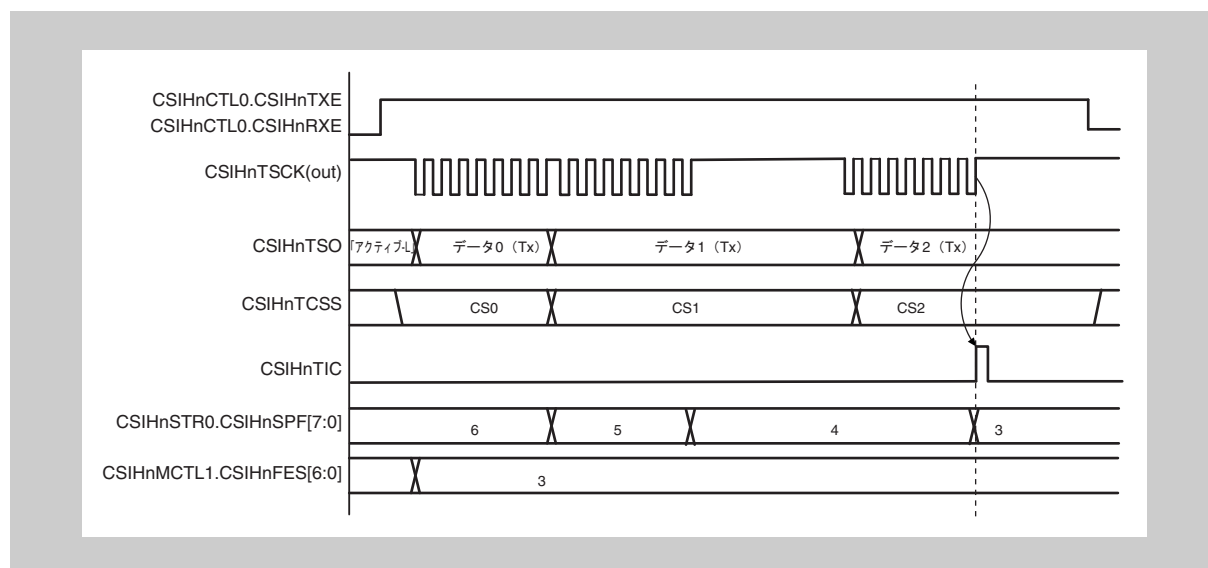 CSIHnCTL0.CSIHnTXE
CSIHnCTL0.CSIHnRXE
CSIHnTSCK(out)
CSIHnTSO 「アクティブ-L」 データ0（Tx） データ1（Tx） データ2（Tx）
CSIHnTCSS CS0 CS1 CS2
CSIHnTIC
CSIHnSTR0.CSIHnSPF[7:0] 6 5 4 3
CSIHnMCTL1.CSIHnFES[6:0] 3